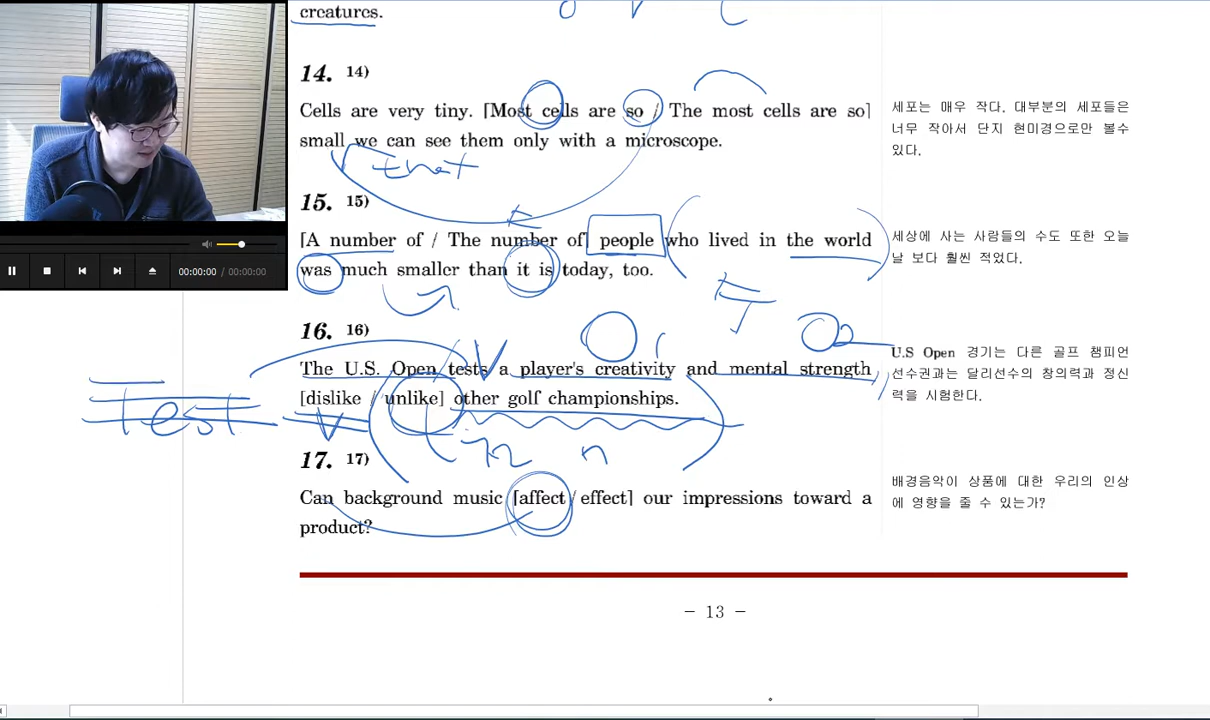 creatures.
14. 14)
Cells are very tiny. [Most cells are so / The most cells are so]
small we can see them only with a microscope.
that
세포는 매우 작다. 대부분의 세포들은
너무 작아서 단지 현미경으로만 볼수
있다.
15. 15)
[A number of / The number of] people who lived in the world
was much smaller than it is today, too.
세상에 사는 사람들의 수도 또한 오늘
날 보다 훨씬 적었다.
16. 16)
The U.S. Open tests a player's creativity and mental strength
[dislike / unlike] other golf championships.
Test
n
U.S Open 경기는 다른 골프 챔피언
선수권과는 달리선수의 창의력과 정신
력을 시험한다.
17. 17)
Can background music [affect / effect] our impressions toward a
product?
배경음악이 상품에 대한 우리의 인상
에 영향을 줄 수 있는가?
- 13 -
00:00:00 / 00:00:00